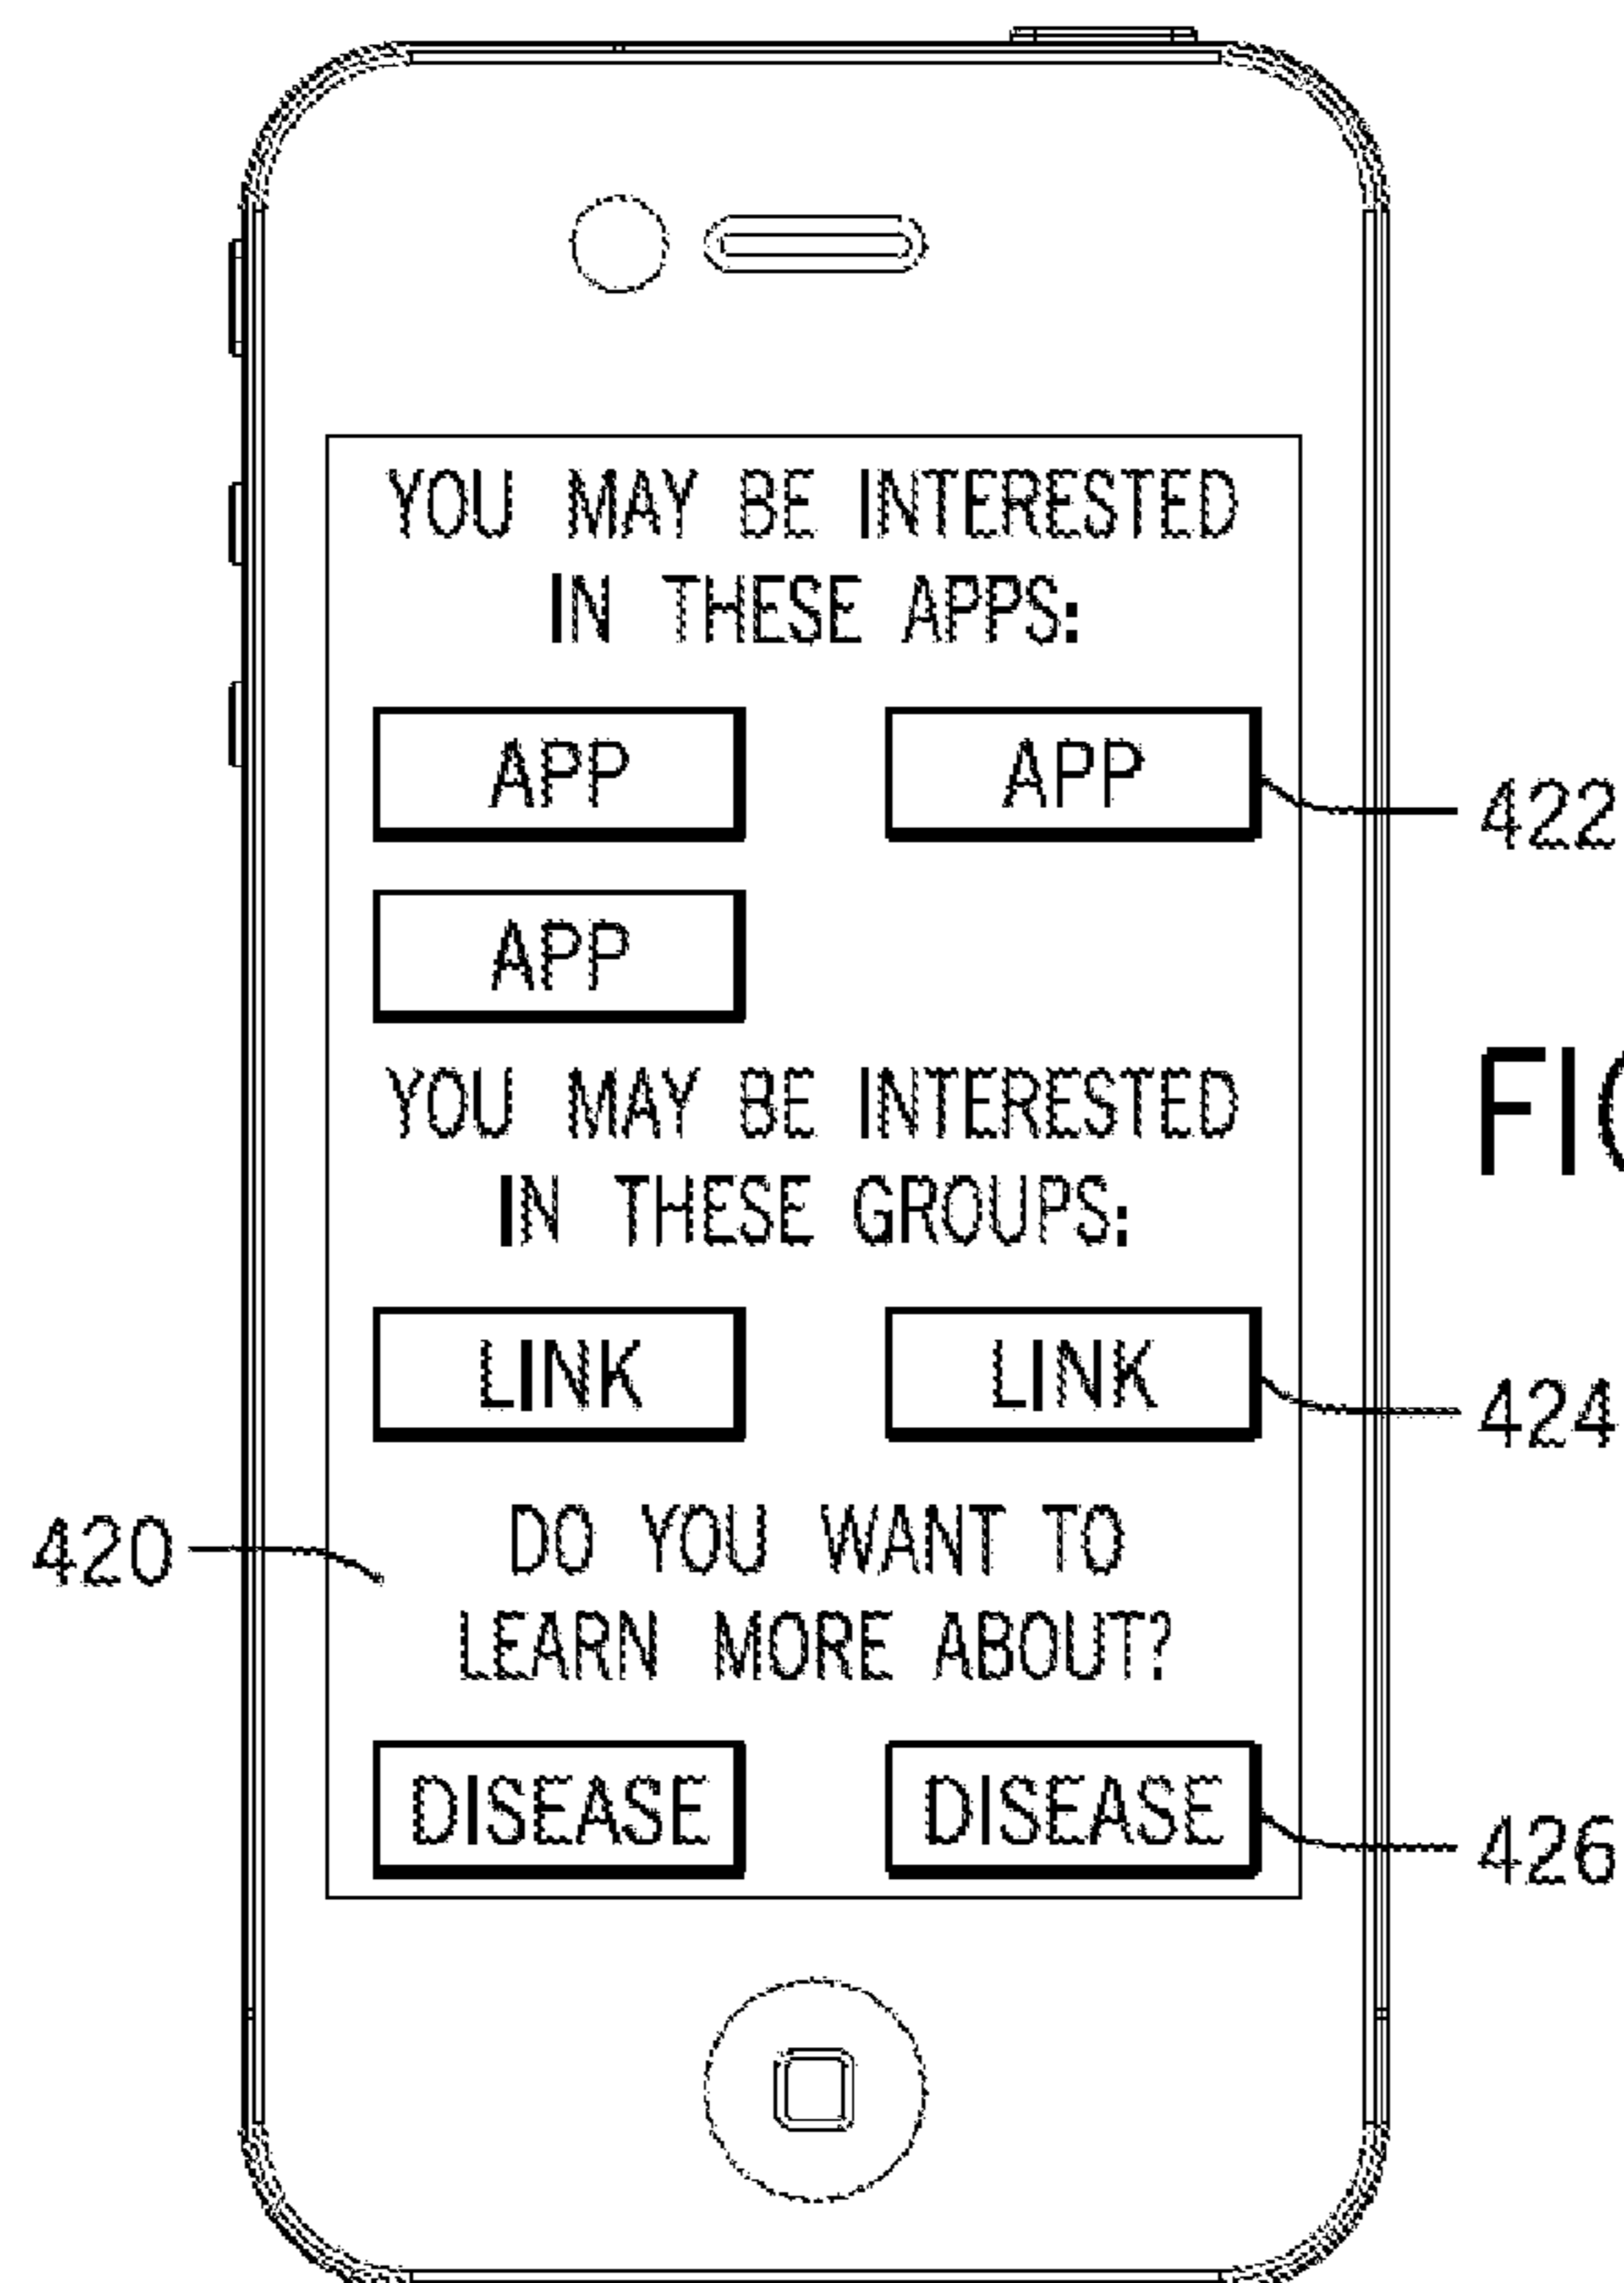 YOU MAY BE INTERESTED
IN THESE APPS:
APP APP
422
APP
YOU MAY BE INTERESTED
IN THESE GROUPS:
LINK LINK
424
420
DO YOU WANT TO
LEARN MORE ABOUT?
DISEASE DISEASE
426